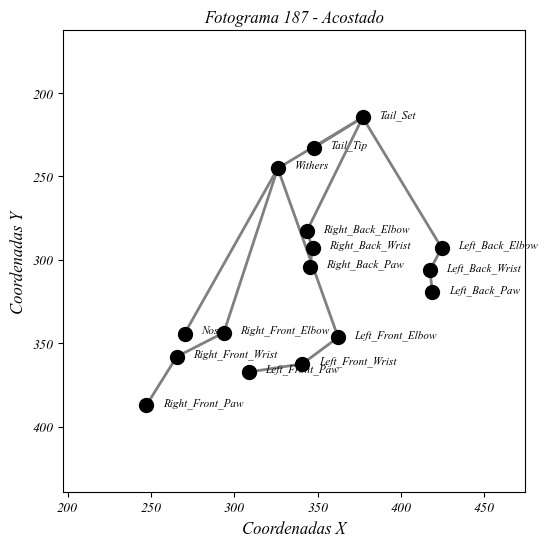 Fotograma 187 - Acostado
200
250
300
350
400
Coordenadas Y
Tail_Set
Tail_Tip
Withers
Right_Back_Elbow
Right_Back_Wrist
Left_Back_Elbow
Right_Back_Paw
Left_Back_Wrist
Left_Back_Paw
Right_Front_Elbow
Left_Front_Elbow
Right_Front_Wrist
Left_Front_Wrist
Left_Front_Paw
Right_Front_Paw
200 250 300 350 400 450
Coordenadas X